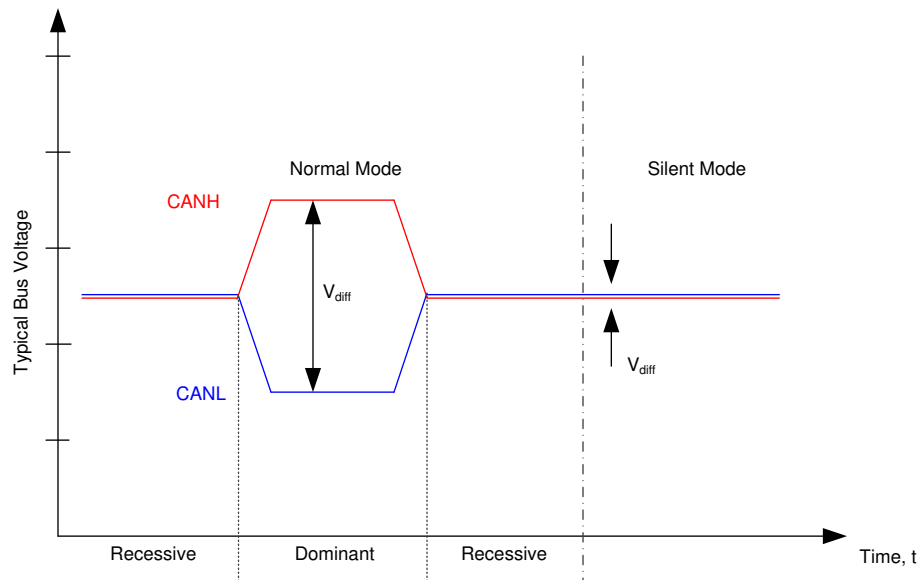 Normal Mode
Silent Mode
CANH
Typical Bus Voltage
Vdiff
Vdiff
CANL
Recessive
Dominant
Recessive
Time, t